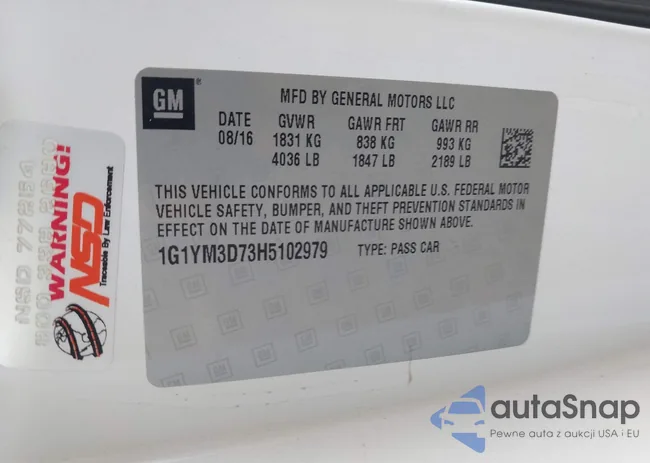 GM
MFD BY GENERAL MOTORS LLC
DATE GVWR GAWR FRT GAWR RR
08/16 1831 KG 838 KG 993 KG
4036 LB 1847 LB 2189 LB
THIS VEHICLE CONFORMS TO ALL APPLICABLE U.S. FEDERAL MOTOR
VEHICLE SAFETY, BUMPER, AND THEFT PREVENTION STANDARDS IN
EFFECT ON THE DATE OF MANUFACTURE SHOWN ABOVE.
1G1YM3D73H5102979 TYPE: PASS CAR
WARNING!
NSD
Traceable By Law Enforcement
autaSnap
Pewne auta z aukcji USA i EU